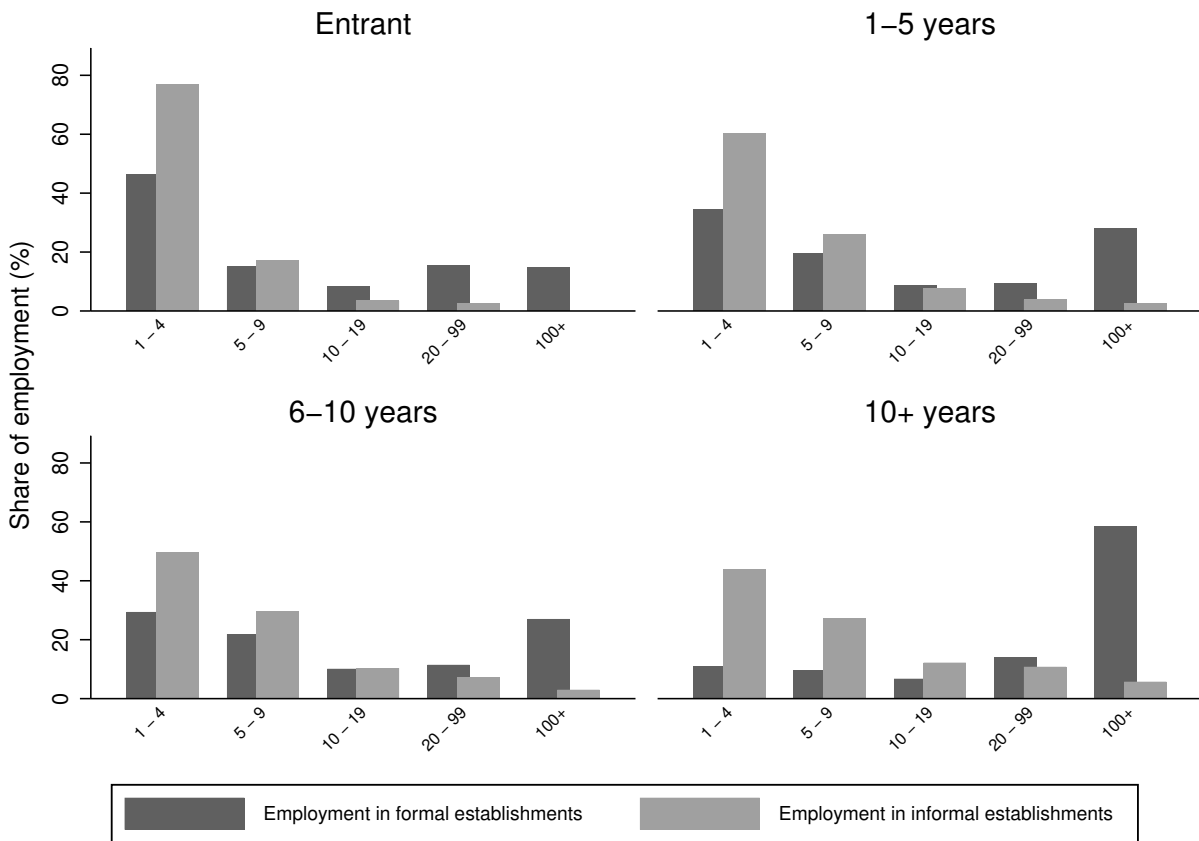 Entrant
1–5 years
Share of employment (%)
80
60
40
20
0
1 – 4
5 – 9
10 – 19
20 – 99
100+
1 – 4
5 – 9
10 – 19
20 – 99
100+
6–10 years
10+ years
80
60
40
20
0
1 – 4
5 – 9
10 – 19
20 – 99
100+
1 – 4
5 – 9
10 – 19
20 – 99
100+
Employment in formal establishments
Employment in informal establishments